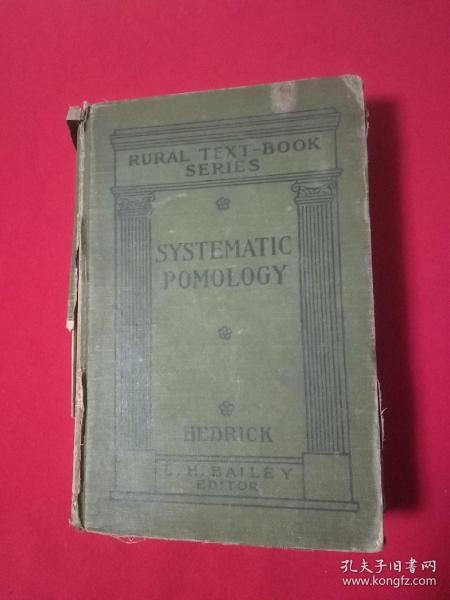 RURAL TEXT-BOOK
SERIES
SYSTEMATIC
POMOLOGY
HEDRICK
L. H. BAILEY
EDITOR
孔夫子旧书网
www.kongfz.com